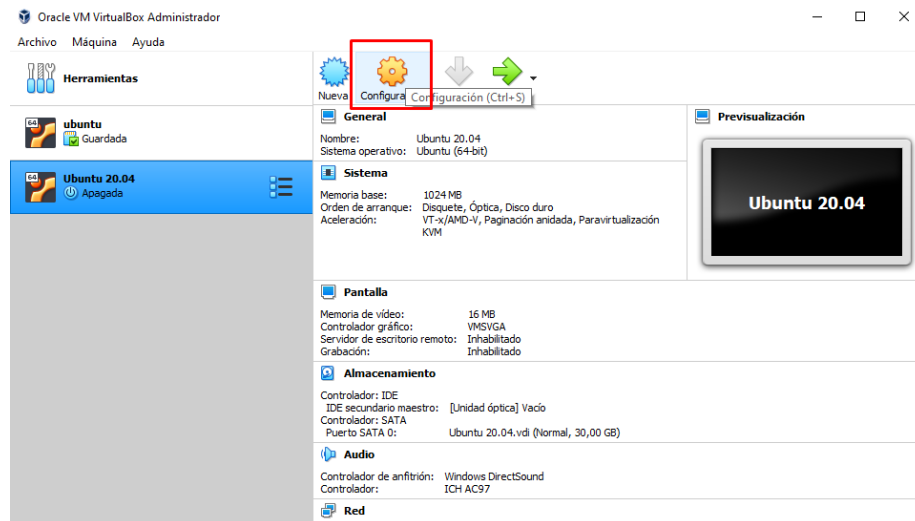 Oracle VM VirtualBox Administrador
Archivo Máquina Ayuda
Herramientas
64
ubuntu
Guardada
64
Ubuntu 20.04
Apagada
Nueva Configura
Configuración (Ctrl+S)
General
Nombre: Ubuntu 20.04
Sistema operativo: Ubuntu (64-bit)
Sistema
Memoria base: 1024 MB
Orden de arranque: Disquete, Óptica, Disco duro
Aceleración: VT-x/AMD-V, Paginación anidada, Paravirtualización
KVM
Previsualización
Ubuntu 20.04
Pantalla
Memoria de vídeo: 16 MB
Controlador gráfico: VMSVGA
Servidor de escritorio remoto: Inhabilitado
Grabación: Inhabilitado
Almacenamiento
Controlador: IDE
IDE secundario maestro: [Unidad óptica] Vacío
Controlador: SATA
Puerto SATA 0: Ubuntu 20.04.vdi (Normal, 30,00 GB)
Audio
Controlador de anfitrión: Windows DirectSound
Controlador: ICH AC97
Red